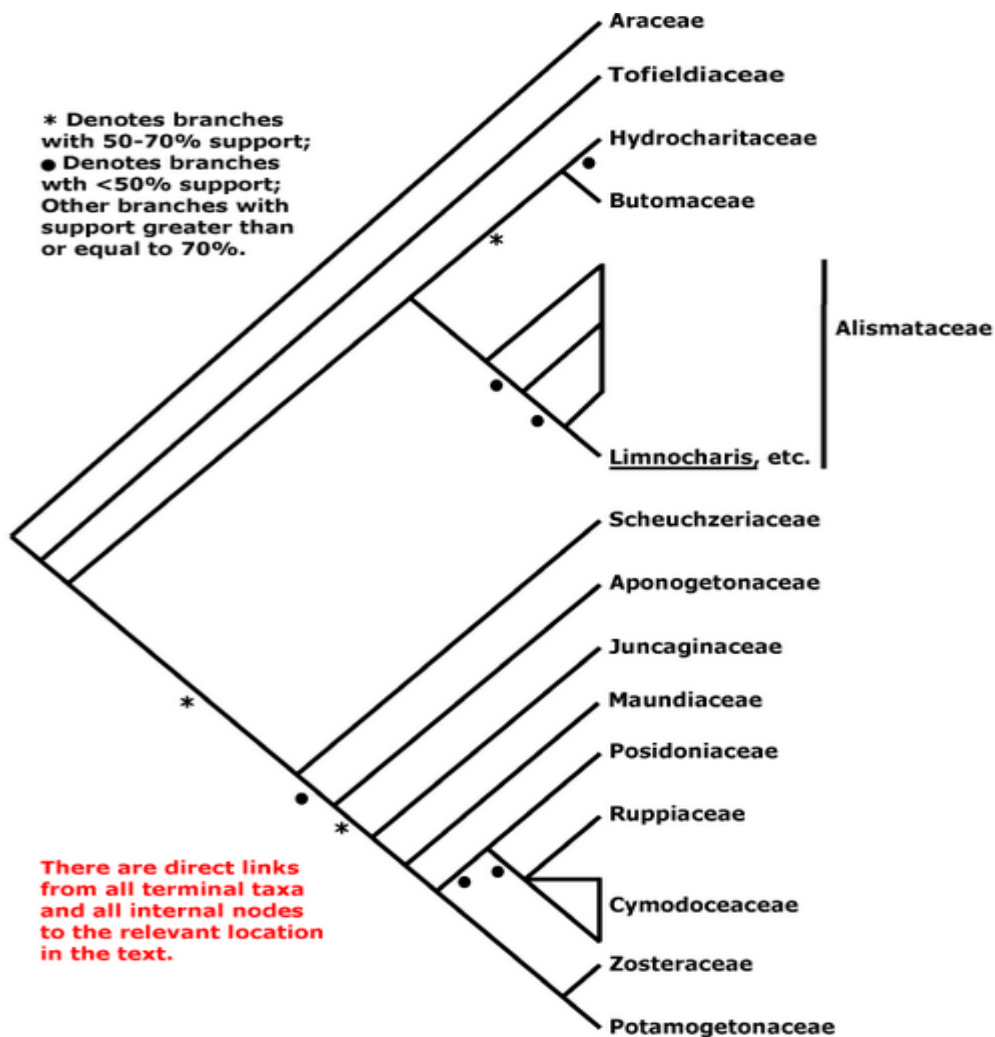 Araceae
Tofieldiaceae
* Denotes branches
with 50-70% support;
● Denotes branches
wth <50% support;
Other branches with
support greater than
or equal to 70%.
Hydrocharitaceae
●
Butomaceae
*
Alismataceae
●
●
Limnocharis, etc.
Scheuchzeriaceae
Aponogetonaceae
Juncaginaceae
Maundiaceae
*
Posidoniaceae
●
*
Ruppiaceae
●
●
There are direct links
from all terminal taxa
and all internal nodes
to the relevant location
in the text.
Cymodoceaceae
Zosteraceae
Potamogetonaceae